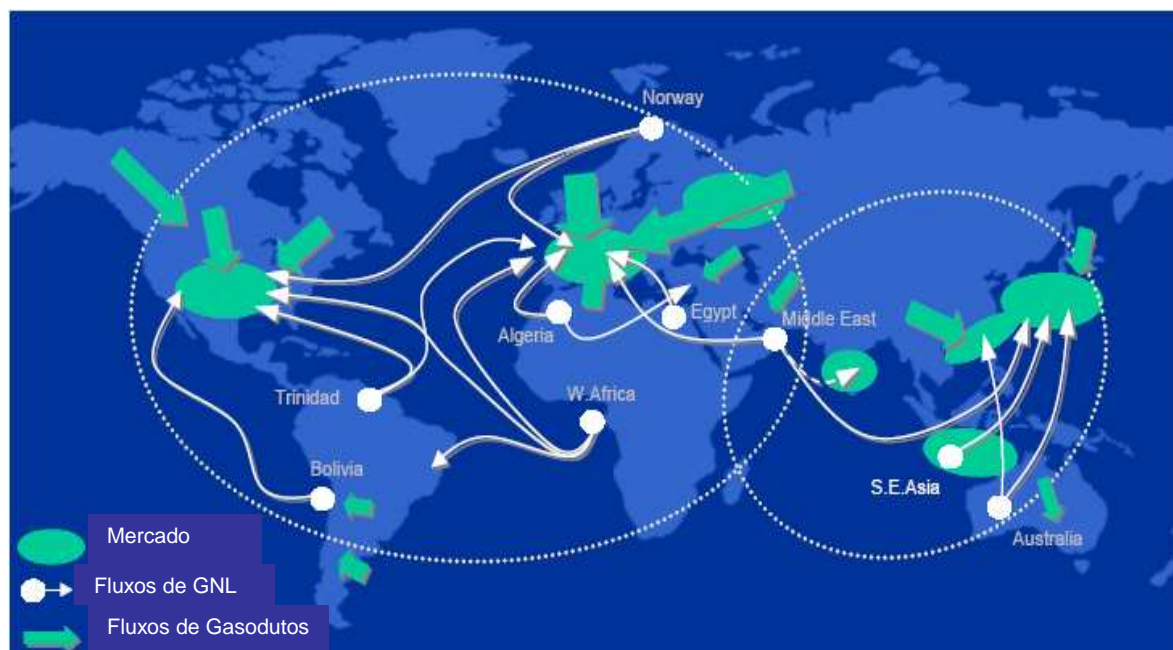 Norway
Algeria
Egypt
Middle East
Trinidad
W.Africa
Bolivia
S.E.Asia
Australia
Mercado
Fluxos de GNL
Fluxos de Gasodutos